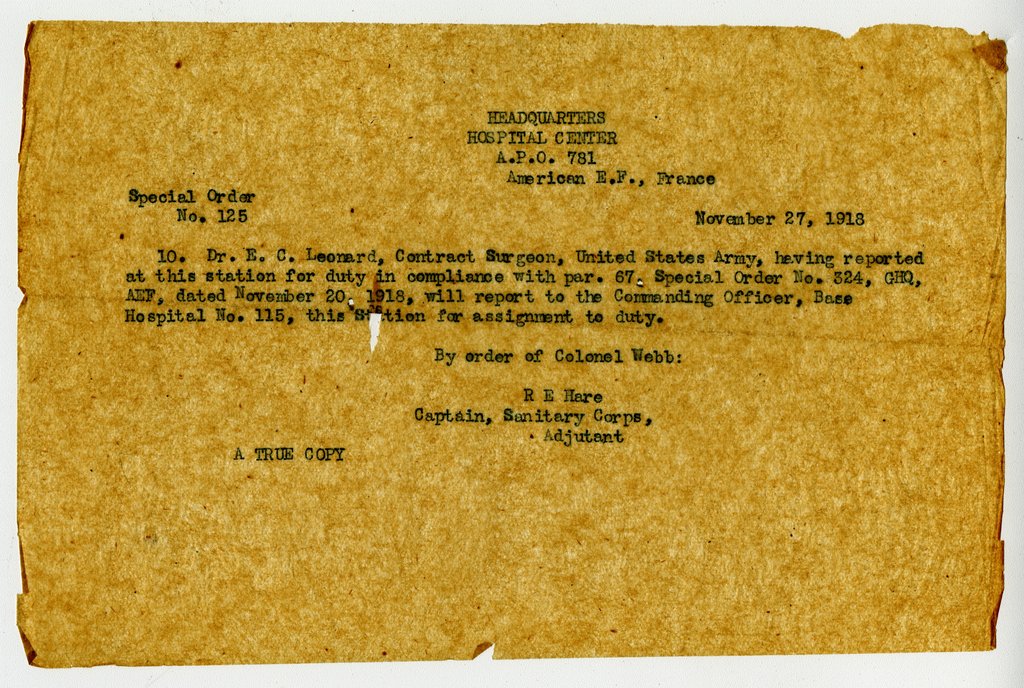 HEADQUARTERS
HOSPITAL CENTER
A.P.O. 781
American E.F., France
Special Order
No. 125
November 27, 1918
10. Dr. E. C. Leonard, Contract Surgeon, United States Army, having reported
at this station for duty in compliance with par. 67. Special Order No. 324, GHQ,
AEF, dated November 20, 1918, will report to the Commanding Officer, Base
Hospital No. 115, this Station for assignment to duty.
By order of Colonel Webb:
R E Hare
Captain, Sanitary Corps,
Adjutant
A TRUE COPY